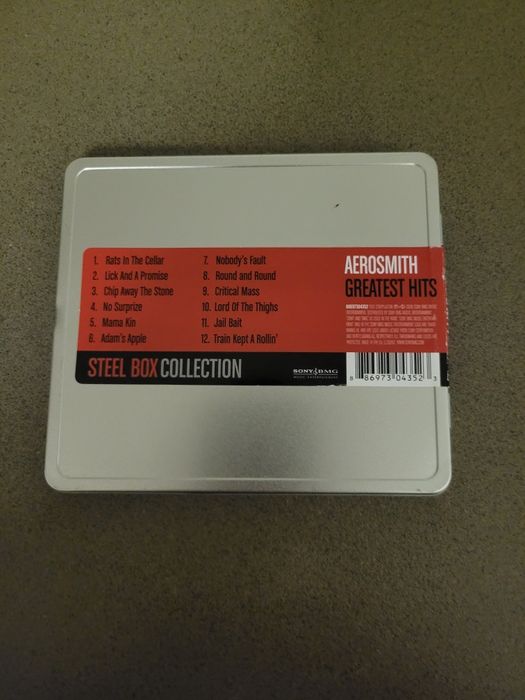 1. Rats In The Cellar
2. Lick And A Promise
3. Chip Away The Stone
4. No Surprize
5. Mama Kin
6. Adam's Apple
7. Nobody's Fault
8. Round and Round
9. Critical Mass
10. Lord Of The Thighs
11. Jail Bait
12. Train Kept A Rollin'
AEROSMITH
GREATEST HITS
STEEL BOX COLLECTION
SONY BMG
MUSIC ENTERTAINMENT
8 86973 04352 3